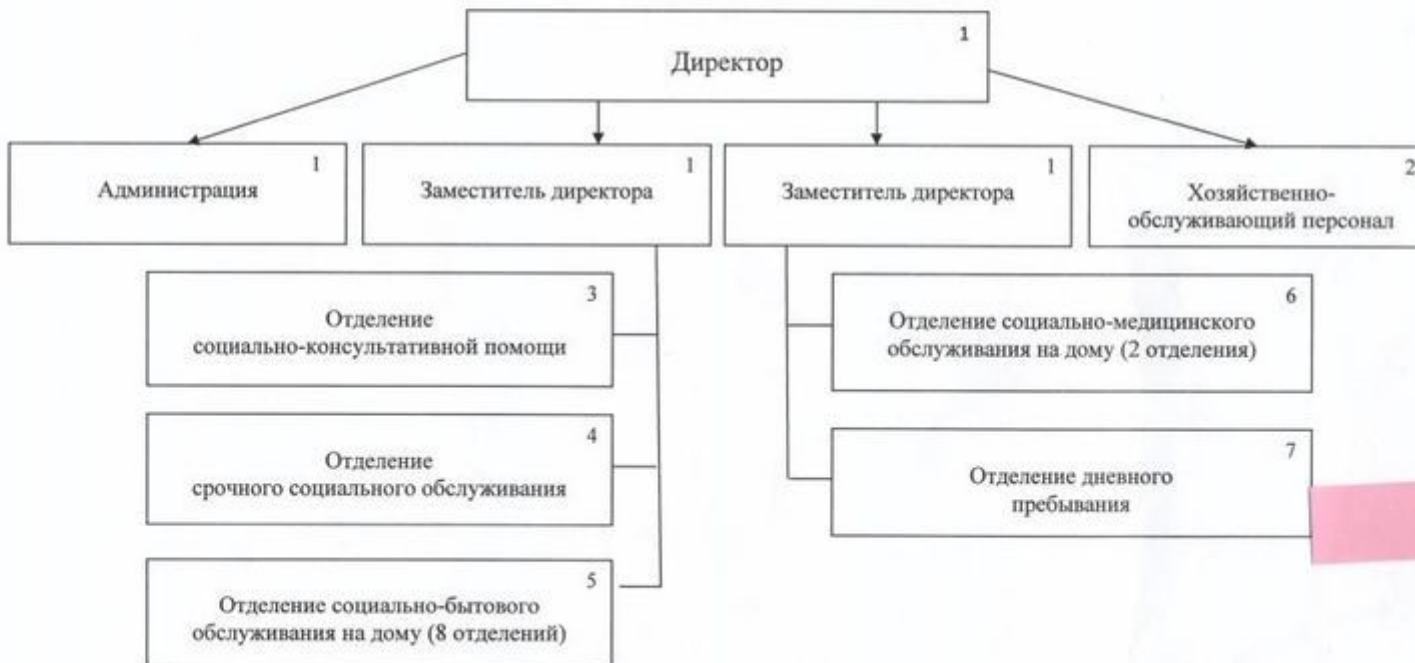 1
Директор
1
Администрация
1
Заместитель директора
1
Заместитель директора
2
Хозяйственно-
обслуживающий персонал
3
Отделение
социально-консультативной помощи
4
Отделение
срочного социального обслуживания
5
Отделение социально-бытового
обслуживания на дому (8 отделений)
6
Отделение социально-медицинского
обслуживания на дому (2 отделения)
7
Отделение дневного
пребывания